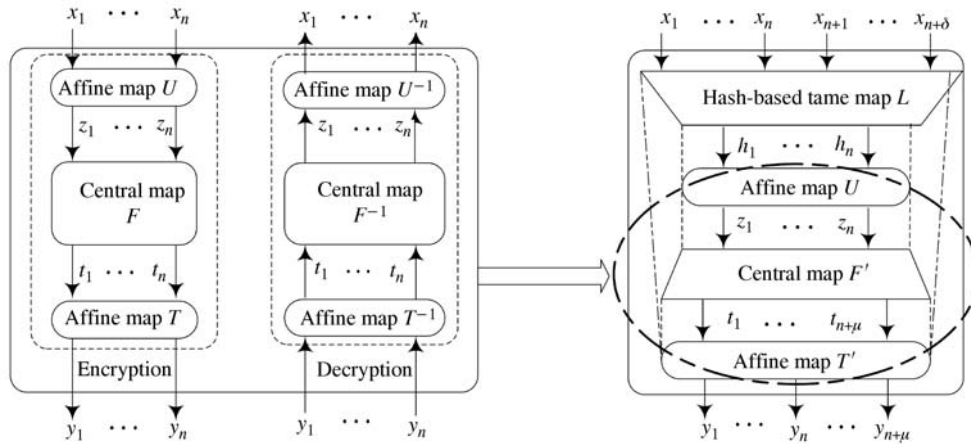 x₁ ... xₙ
x₁ ... xₙ
Affine map U
z₁ ... zₙ
Central map
F
t₁ ... tₙ
Affine map T
Encryption
y₁ ... yₙ
Affine map U⁻¹
z₁ ... zₙ
Central map
F⁻¹
t₁ ... tₙ
Affine map T⁻¹
Decryption
y₁ ... yₙ
x₁ ... xₙ xₙ₊₁ ... xₙ₊δ
Hash-based tame map L
h₁ ... hₙ
Affine map U
z₁ ... zₙ
Central map F′
t₁ ... tₙ₊μ
Affine map T′
y₁ ... yₙ ... yₙ₊μ